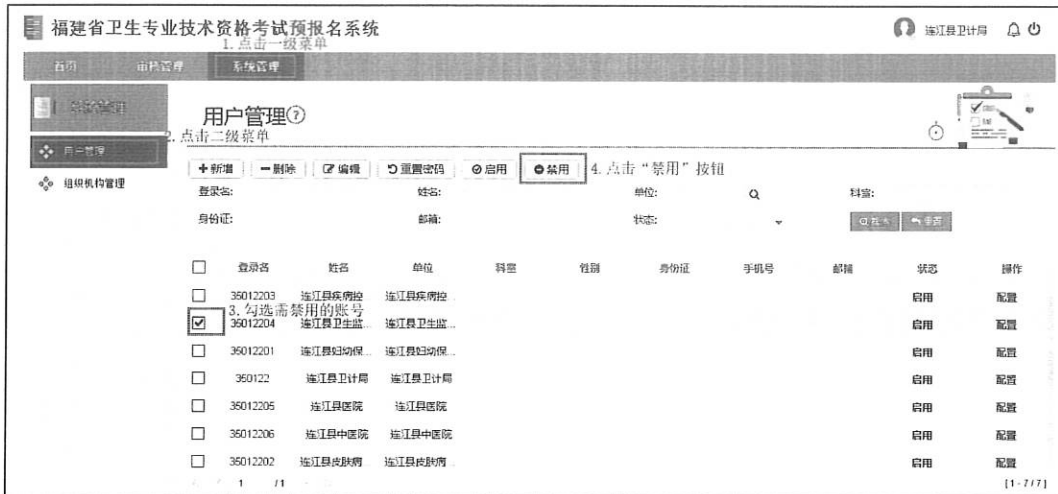 福建省卫生专业技术资格考试预报名系统
连江县卫计局
1. 点击一级菜单
首页 审核管理 系统管理
用户管理?
2. 点击二级菜单
用户管理
组织机构管理
+新增 -删除 编辑 重置密码 启用 禁用 4. 点击“禁用”按钮
登录名: 姓名: 单位: 科室:
身份证: 邮箱: 状态: 重置
登录名 姓名 单位 科室 性别 身份证 手机号 邮箱 状态 操作
35012203 连江县疾病控 连江县疾病控... 启用 配置
3. 勾选需禁用的账号
35012204 连江县卫生监... 连江县卫生监... 启用 配置
35012201 连江县妇幼保... 连江县妇幼保... 启用 配置
350122 连江县卫计局 连江县卫计局 启用 配置
35012205 连江县医院 连江县医院 启用 配置
35012206 连江县中医院 连江县中医院 启用 配置
35012202 连江县皮肤病 连江县皮肤病... 启用 配置
1 /1 [1-7/7]